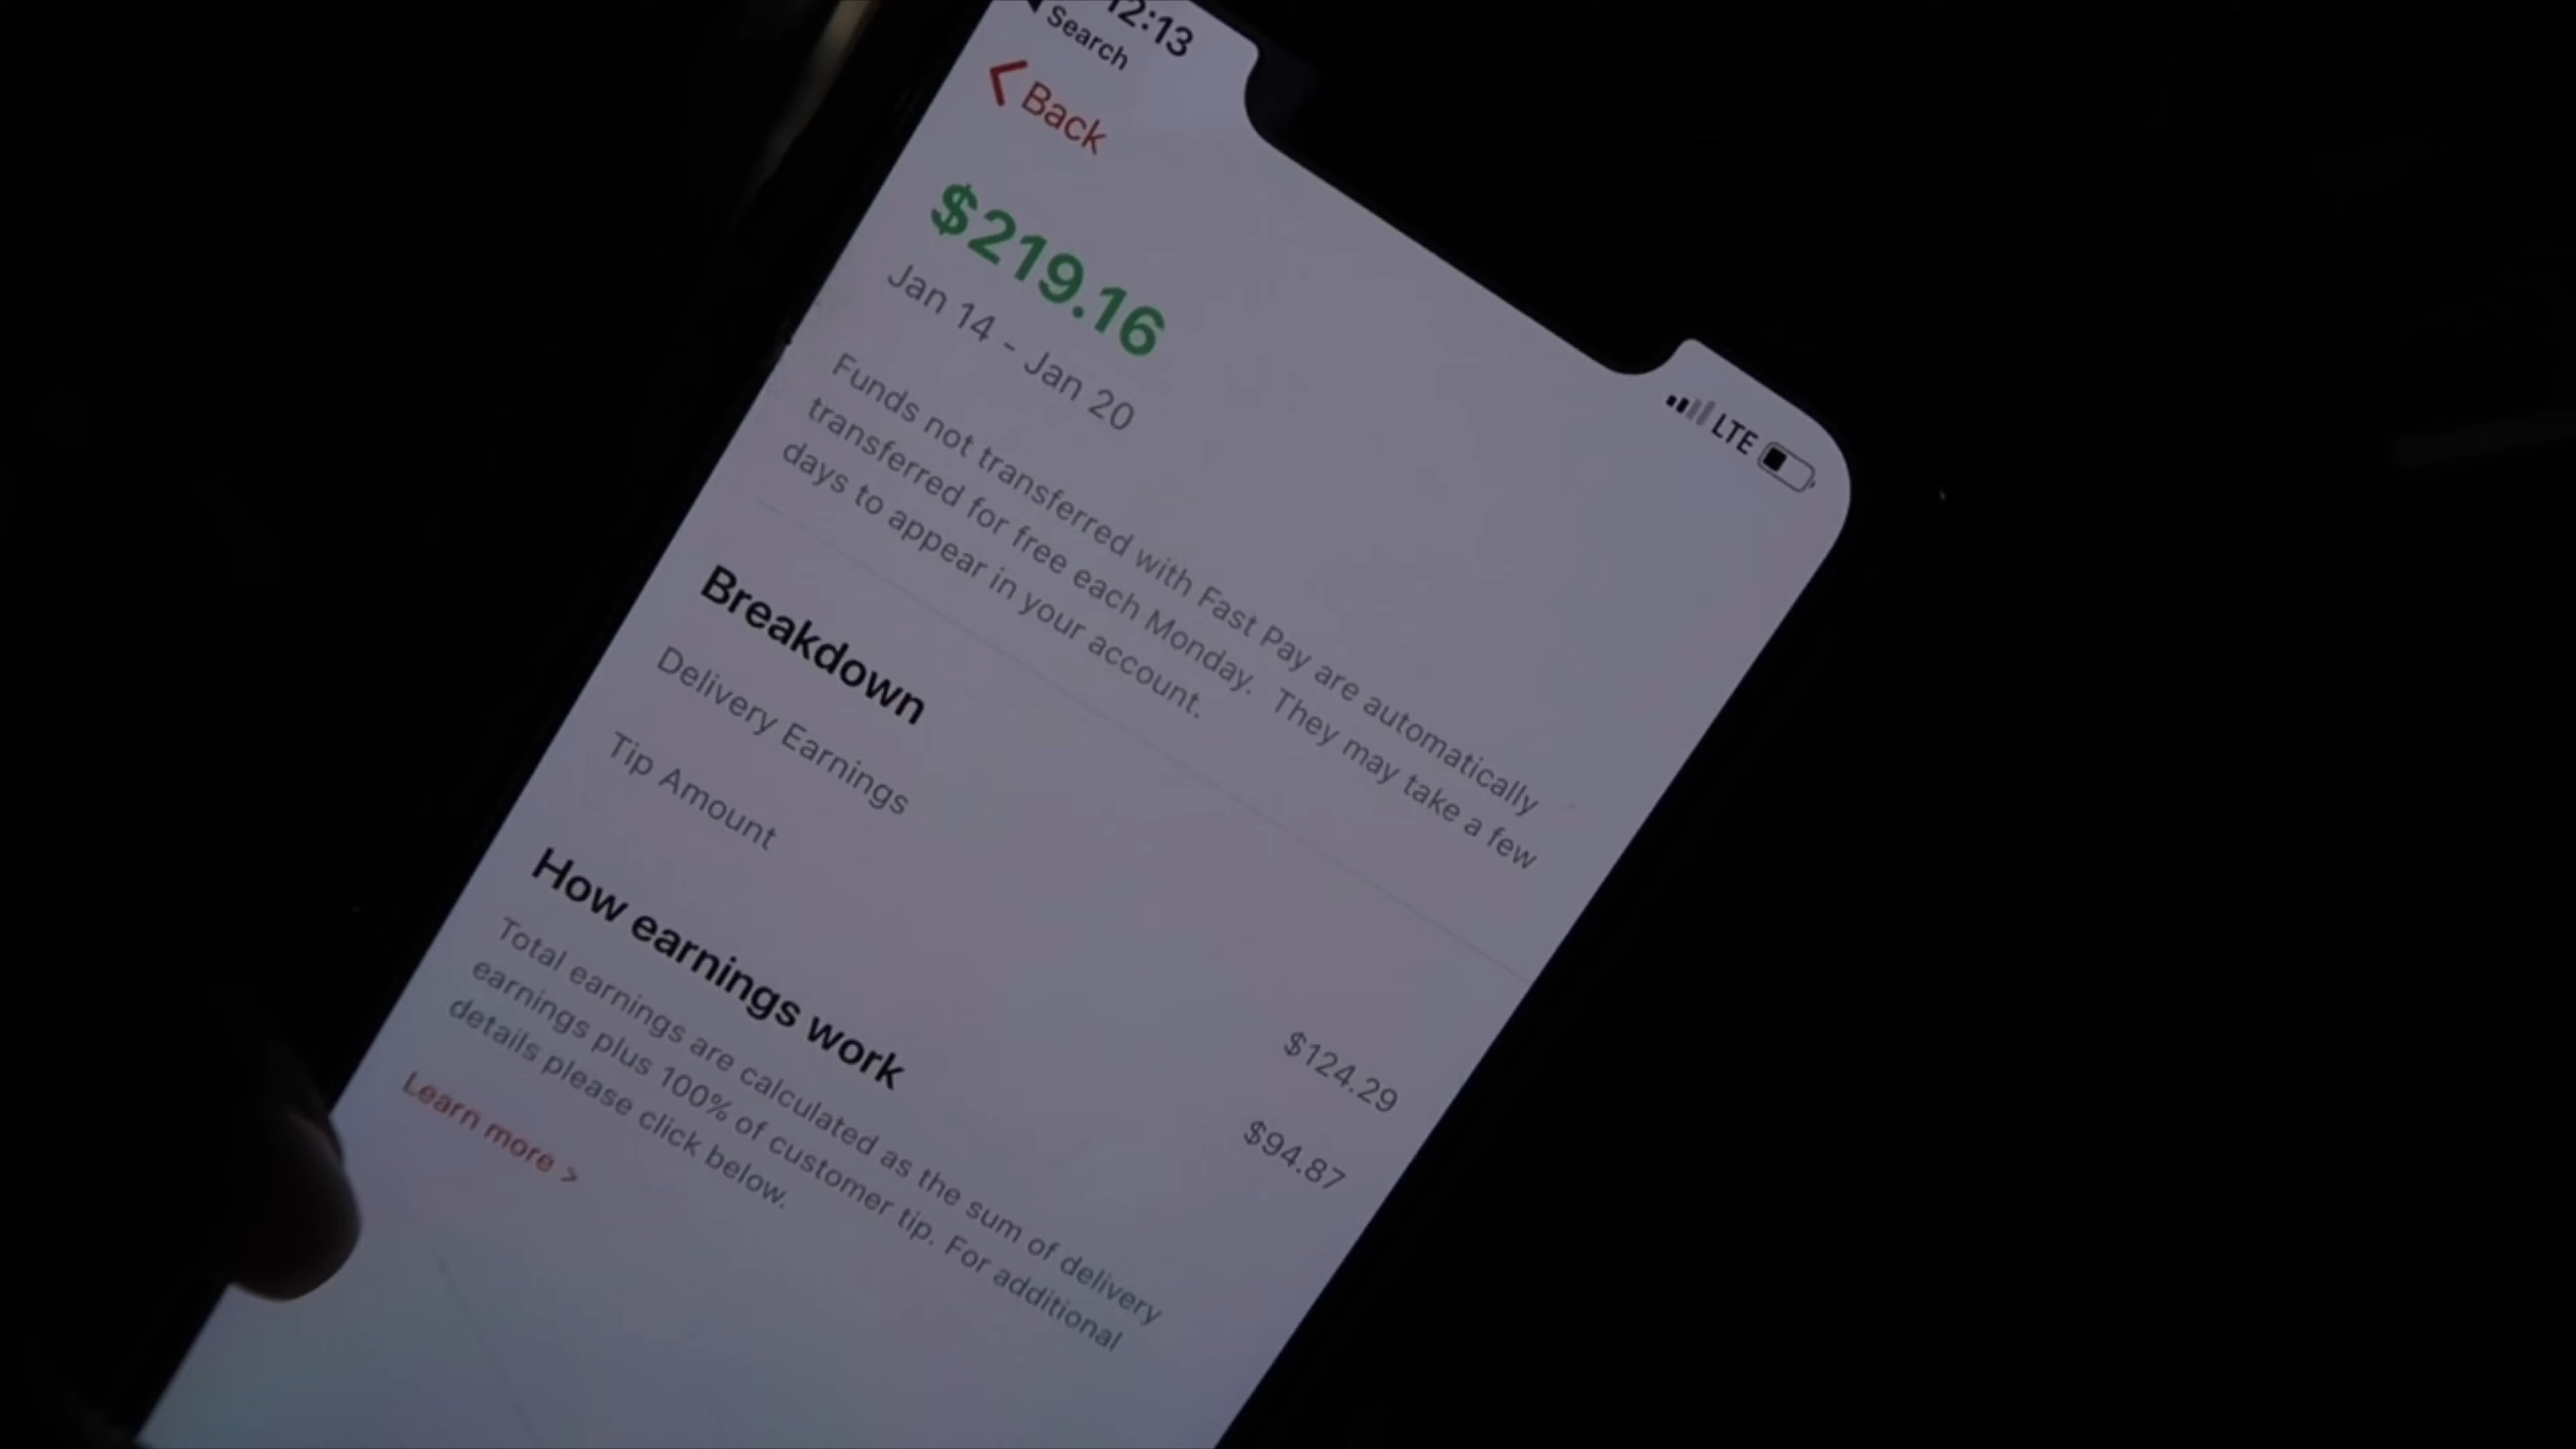 12:13
Search
Back
LTE
$219.16
Jan 14 - Jan 20
Funds not transferred with Fast Pay are automatically
transferred for free each Monday. They may take a few
days to appear in your account.
Breakdown
Delivery Earnings $124.29
Tip Amount $94.87
How earnings work
Total earnings are calculated as the sum of delivery
earnings plus 100% of customer tip. For additional
details please click below.
Learn more >